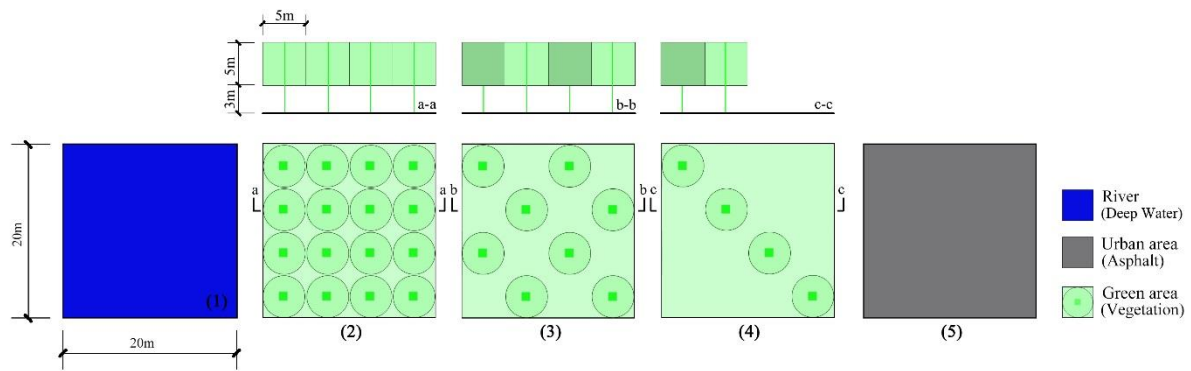 5m
5m
3m
a-a
b-b
c-c
20m
a
a
b
b
c
c
(1)
20m
(2)
(3)
(4)
(5)
River
(Deep Water)
Urban area
(Asphalt)
Green area
(Vegetation)